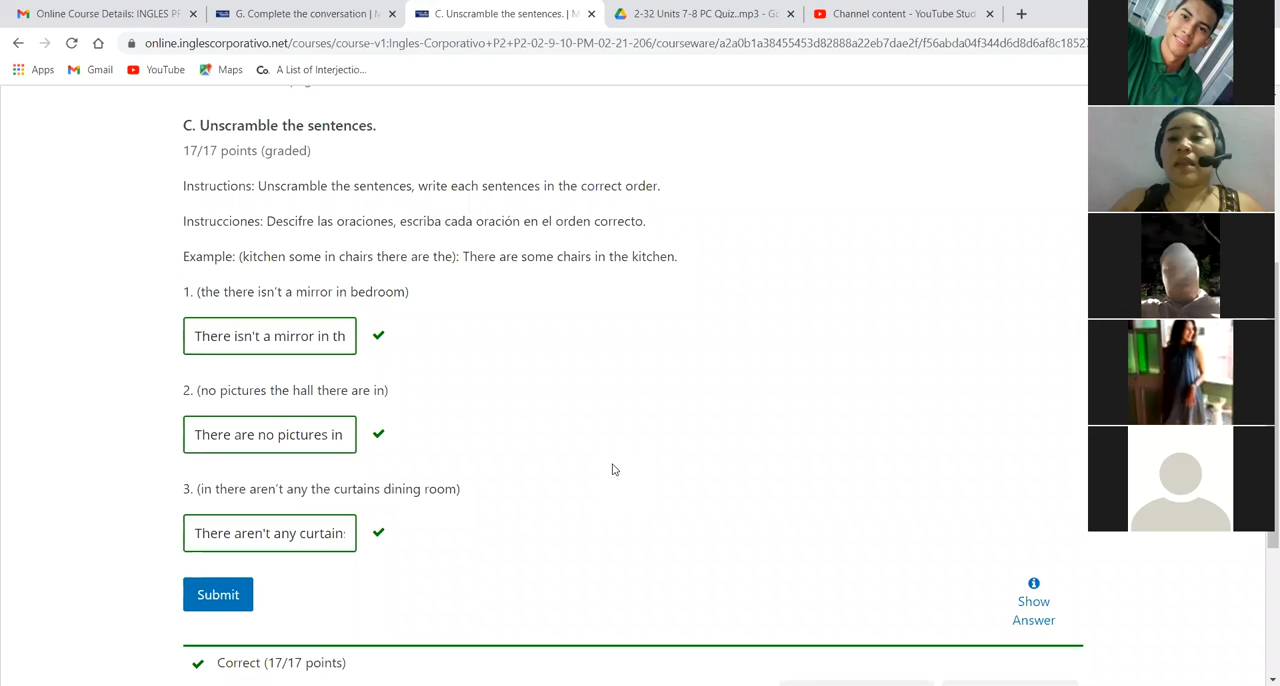 Online Course Details: INGLES PF
G. Complete the conversation | M
C. Unscramble the sentences. | M
2-32 Units 7-8 PC Quiz..mp3 - Go
Channel content - YouTube Stud
online.inglescorporativo.net/courses/course-v1:Ingles-Corporativo+P2+P2-02-9-10-PM-02-21-206/courseware/a2a0b1a38455453d82888a22eb7dae2f/f56abda04f344d6d8d6af8c18527
Apps
Gmail
YouTube
Maps
Co. A List of Interjectio...
C. Unscramble the sentences.
17/17 points (graded)
Instructions: Unscramble the sentences, write each sentences in the correct order.
Instrucciones: Descifre las oraciones, escriba cada oración en el orden correcto.
Example: (kitchen some in chairs there are the): There are some chairs in the kitchen.
1. (the there isn't a mirror in bedroom)
There isn't a mirror in th
2. (no pictures the hall there are in)
There are no pictures in
3. (in there aren't any the curtains dining room)
There aren't any curtain
Submit
Show
Answer
Correct (17/17 points)